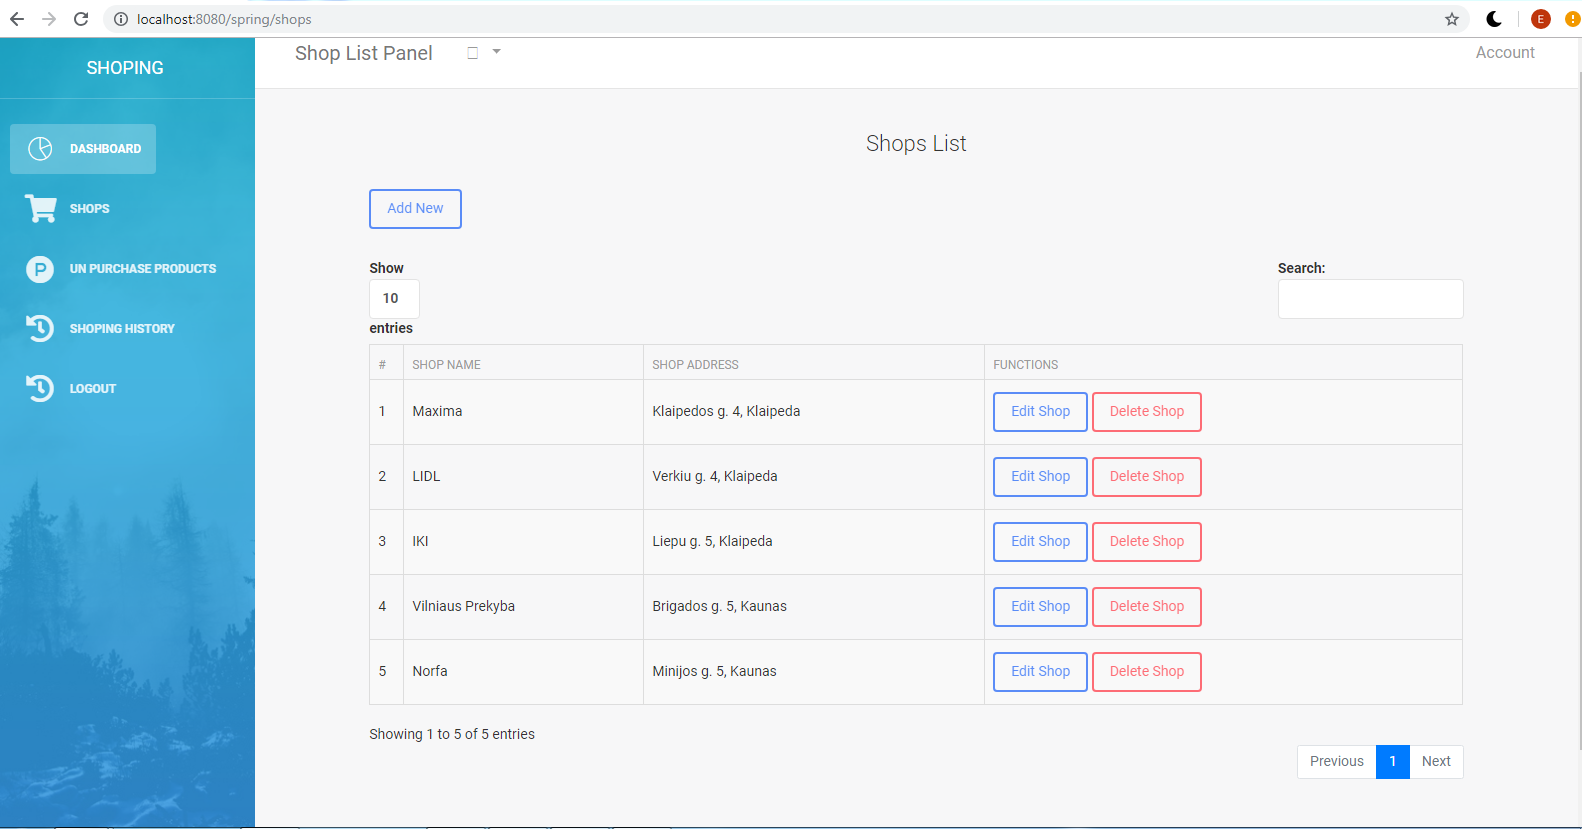 localhost:8080/spring/shops
E
SHOPING
Shop List Panel
Account
DASHBOARD
SHOPS
P
UN PURCHASE PRODUCTS
SHOPING HISTORY
LOGOUT
Shops List
Add New
Show
10
entries
Search:
# SHOP NAME SHOP ADDRESS FUNCTIONS
1 Maxima Klaipedos g. 4, Klaipeda Edit Shop Delete Shop
2 LIDL Verkiu g. 4, Klaipeda Edit Shop Delete Shop
3 IKI Liepu g. 5, Klaipeda Edit Shop Delete Shop
4 Vilniaus Prekyba Brigados g. 5, Kaunas Edit Shop Delete Shop
5 Norfa Minijos g. 5, Kaunas Edit Shop Delete Shop
Showing 1 to 5 of 5 entries
Previous 1 Next